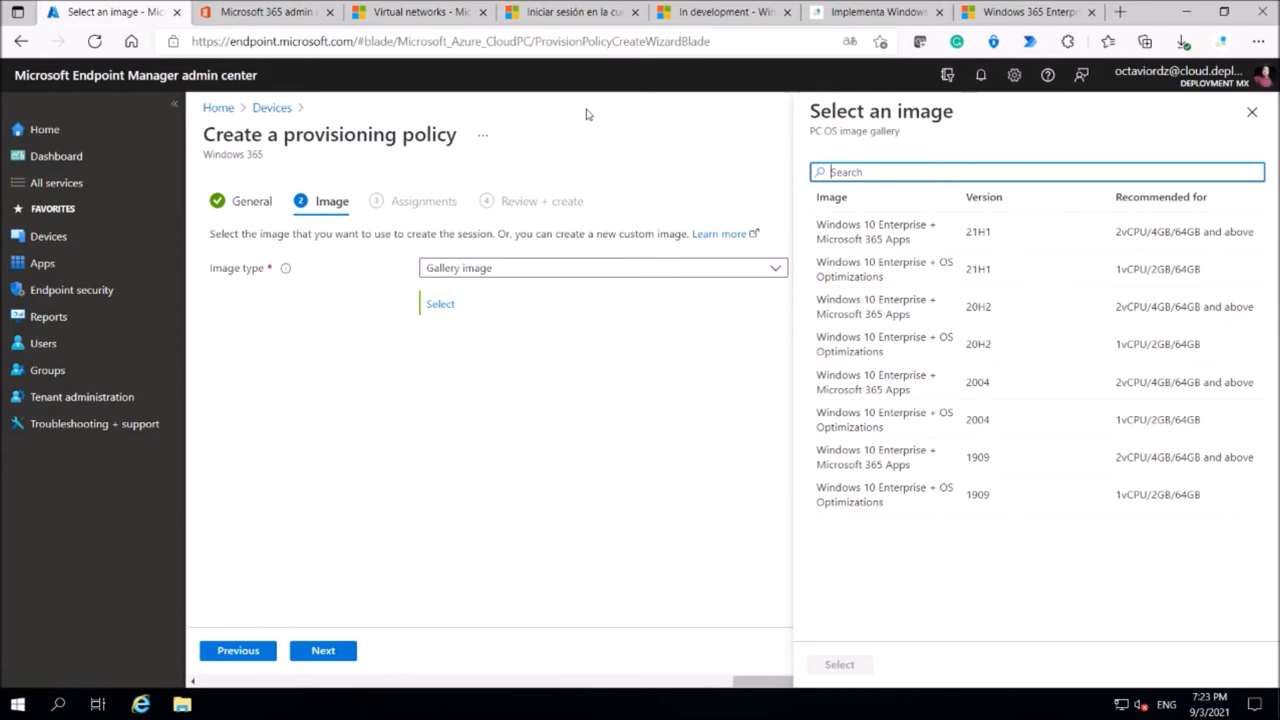 Select an image - Mic
Microsoft 365 admin
Virtual networks - Mic
Iniciar sesión en la cu
In development - Win
Implementa Windows
Windows 365 Enterp
https://endpoint.microsoft.com/#blade/Microsoft_Azure_CloudPC/ProvisionPolicyCreateWizardBlade
Microsoft Endpoint Manager admin center
octaviordz@cloud.depl...
DEPLOYMENT MX
Home
Dashboard
All services
FAVORITES
Devices
Apps
Endpoint security
Reports
Users
Groups
Tenant administration
Troubleshooting + support
Home > Devices >
Create a provisioning policy ...
Windows 365
General
2 Image
3 Assignments
4 Review + create
Select the image that you want to use to create the session. Or, you can create a new custom image. Learn more
Image type *
Gallery image
Select
Previous
Next
Select an image
PC OS image gallery
Search
Image Version Recommended for
Windows 10 Enterprise +
Microsoft 365 Apps
21H1
2vCPU/4GB/64GB and above
Windows 10 Enterprise + OS
Optimizations
21H1
1vCPU/2GB/64GB
Windows 10 Enterprise +
Microsoft 365 Apps
20H2
2vCPU/4GB/64GB and above
Windows 10 Enterprise + OS
Optimizations
20H2
1vCPU/2GB/64GB
Windows 10 Enterprise +
Microsoft 365 Apps
2004
2vCPU/4GB/64GB and above
Windows 10 Enterprise + OS
Optimizations
2004
1vCPU/2GB/64GB
Windows 10 Enterprise +
Microsoft 365 Apps
1909
2vCPU/4GB/64GB and above
Windows 10 Enterprise + OS
Optimizations
1909
1vCPU/2GB/64GB
Select
ENG
7:23 PM
9/3/2021